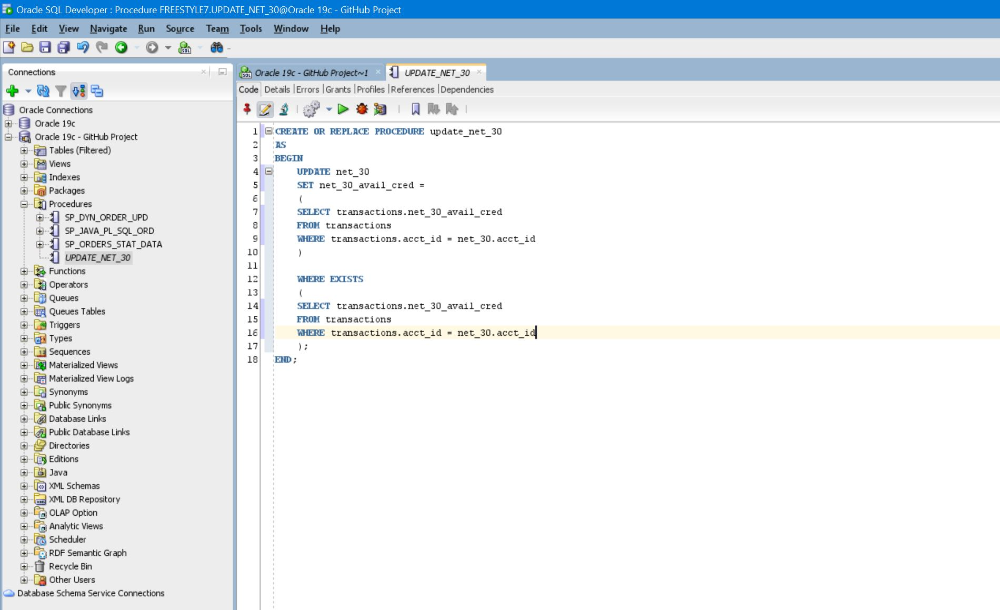 Oracle SQL Developer : Procedure FREESTYLE7.UPDATE_NET_30@Oracle 19c - GitHub Project
File Edit View Navigate Run Source Team Tools Window Help
Connections
Oracle Connections
Oracle 19c
Oracle 19c - GitHub Project
Tables (Filtered)
Views
Indexes
Packages
Procedures
SP_DYN_ORDER_UPD
SP_JAVA_PL_SQL_ORD
SP_ORDERS_STAT_DATA
UPDATE_NET_30
Functions
Operators
Queues
Queues Tables
Triggers
Types
Sequences
Materialized Views
Materialized View Logs
Synonyms
Public Synonyms
Database Links
Public Database Links
Directories
Editions
Java
XML Schemas
XML DB Repository
OLAP Option
Analytic Views
Scheduler
RDF Semantic Graph
Recycle Bin
Other Users
Database Schema Service Connections
Oracle 19c - GitHub Project~1 UPDATE_NET_30
Code Details Errors Grants Profiles References Dependencies
1 CREATE OR REPLACE PROCEDURE update_net_30
2 AS
3 BEGIN
4 UPDATE net_30
5 SET net_30_avail_cred =
6 (
7 SELECT transactions.net_30_avail_cred
8 FROM transactions
9 WHERE transactions.acct_id = net_30.acct_id
10 )
11
12 WHERE EXISTS
13 (
14 SELECT transactions.net_30_avail_cred
15 FROM transactions
16 WHERE transactions.acct_id = net_30.acct_id
17 );
18 END;